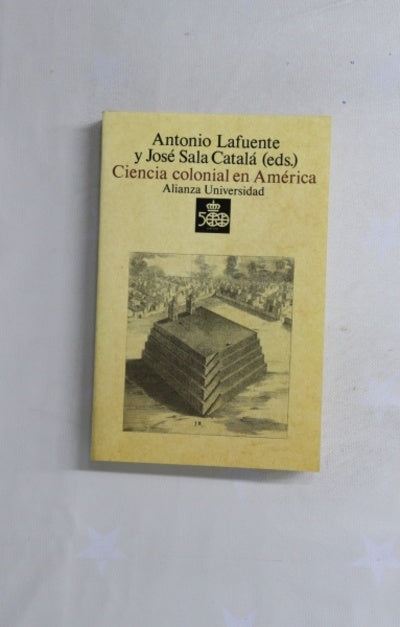 Antonio Lafuente
y José Sala Catalá (eds.)
Ciencia colonial en América
Alianza Universidad
500